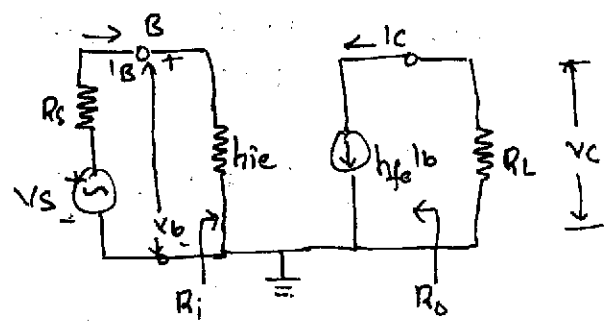 B
IB
+
IC
Rs
hie
hfe Ib
RL
Vc
+
Vs
-
Vb
-
Ri
Ro